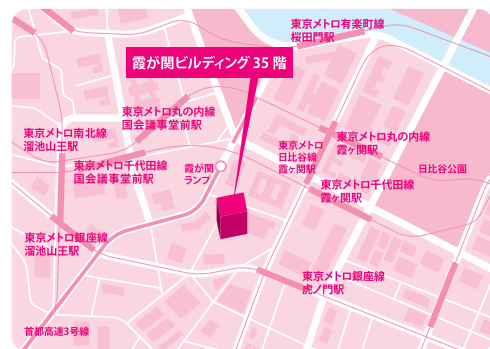 東京メトロ有楽町線
桜田門駅
霞が関ビルディング 35 階
東京メトロ丸の内線
国会議事堂前駅
東京メトロ南北線
溜池山王駅
東京メトロ
日比谷線
霞ヶ関駅
東京メトロ丸の内線
霞ヶ関駅
東京メトロ千代田線
国会議事堂前駅
霞が関
ランプ
日比谷公園
東京メトロ千代田線
霞ヶ関駅
東京メトロ銀座線
溜池山王駅
東京メトロ銀座線
虎ノ門駅
首都高速3号線